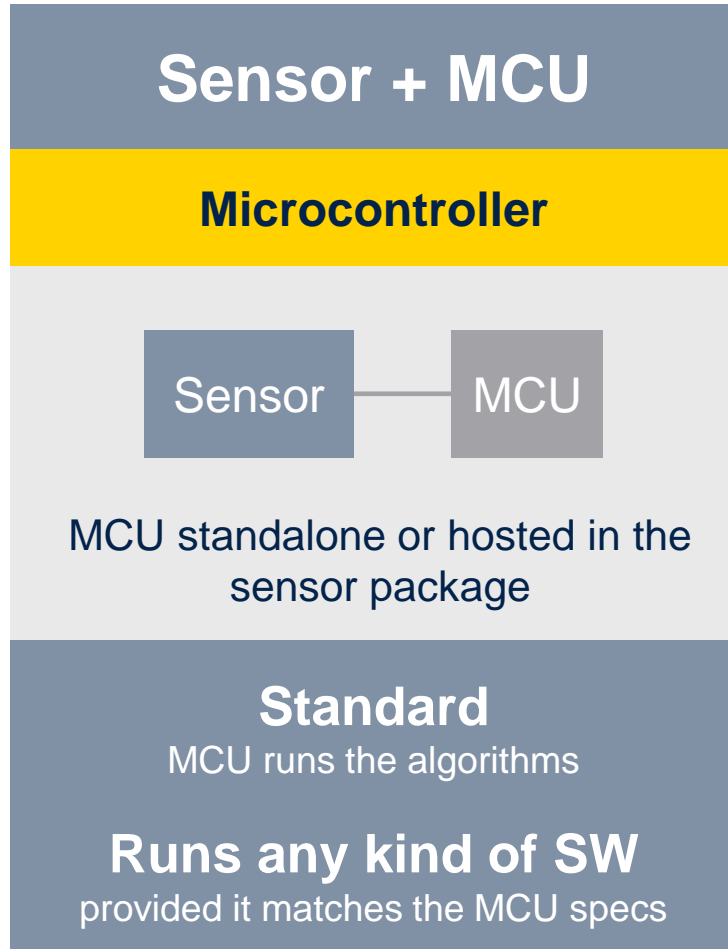 Sensor + MCU
Microcontroller
Sensor
MCU
MCU standalone or hosted in the
sensor package
Standard
MCU runs the algorithms
Runs any kind of SW
provided it matches the MCU specs